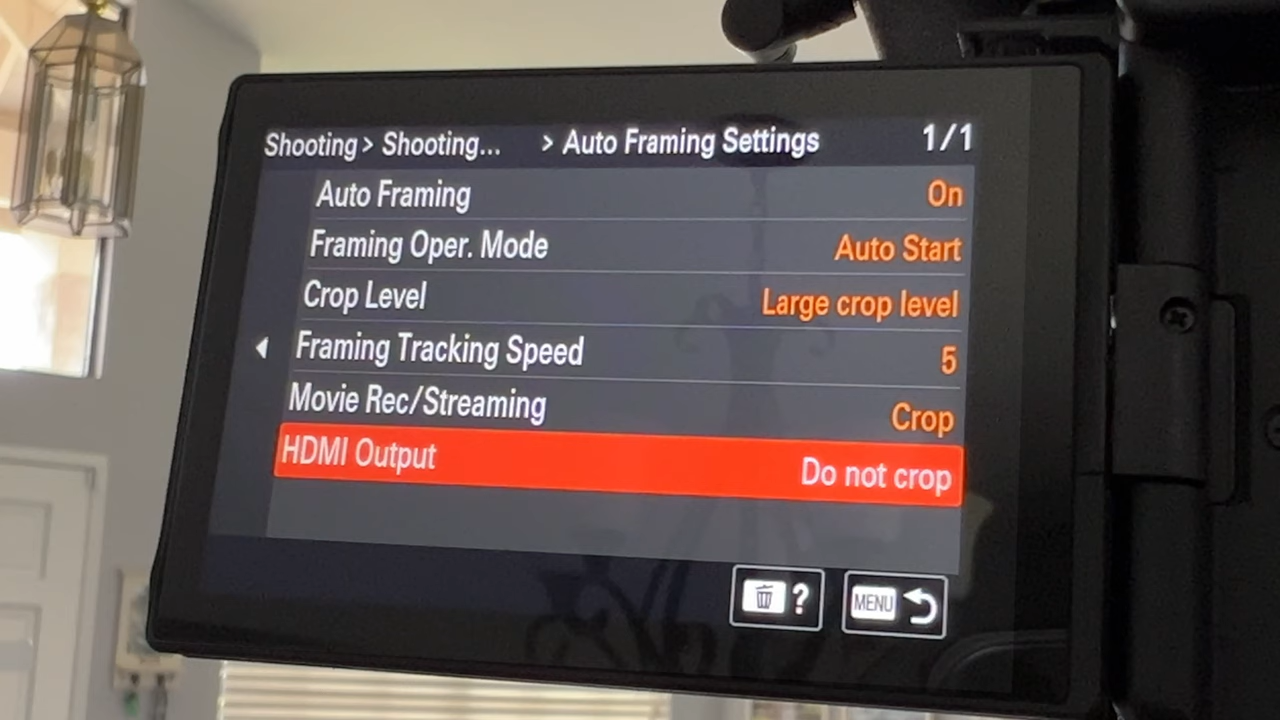 Shooting > Shooting... > Auto Framing Settings 1/1
Auto Framing On
Framing Oper. Mode Auto Start
Crop Level Large crop level
Framing Tracking Speed 5
Movie Rec/Streaming Crop
HDMI Output Do not crop
? MENU